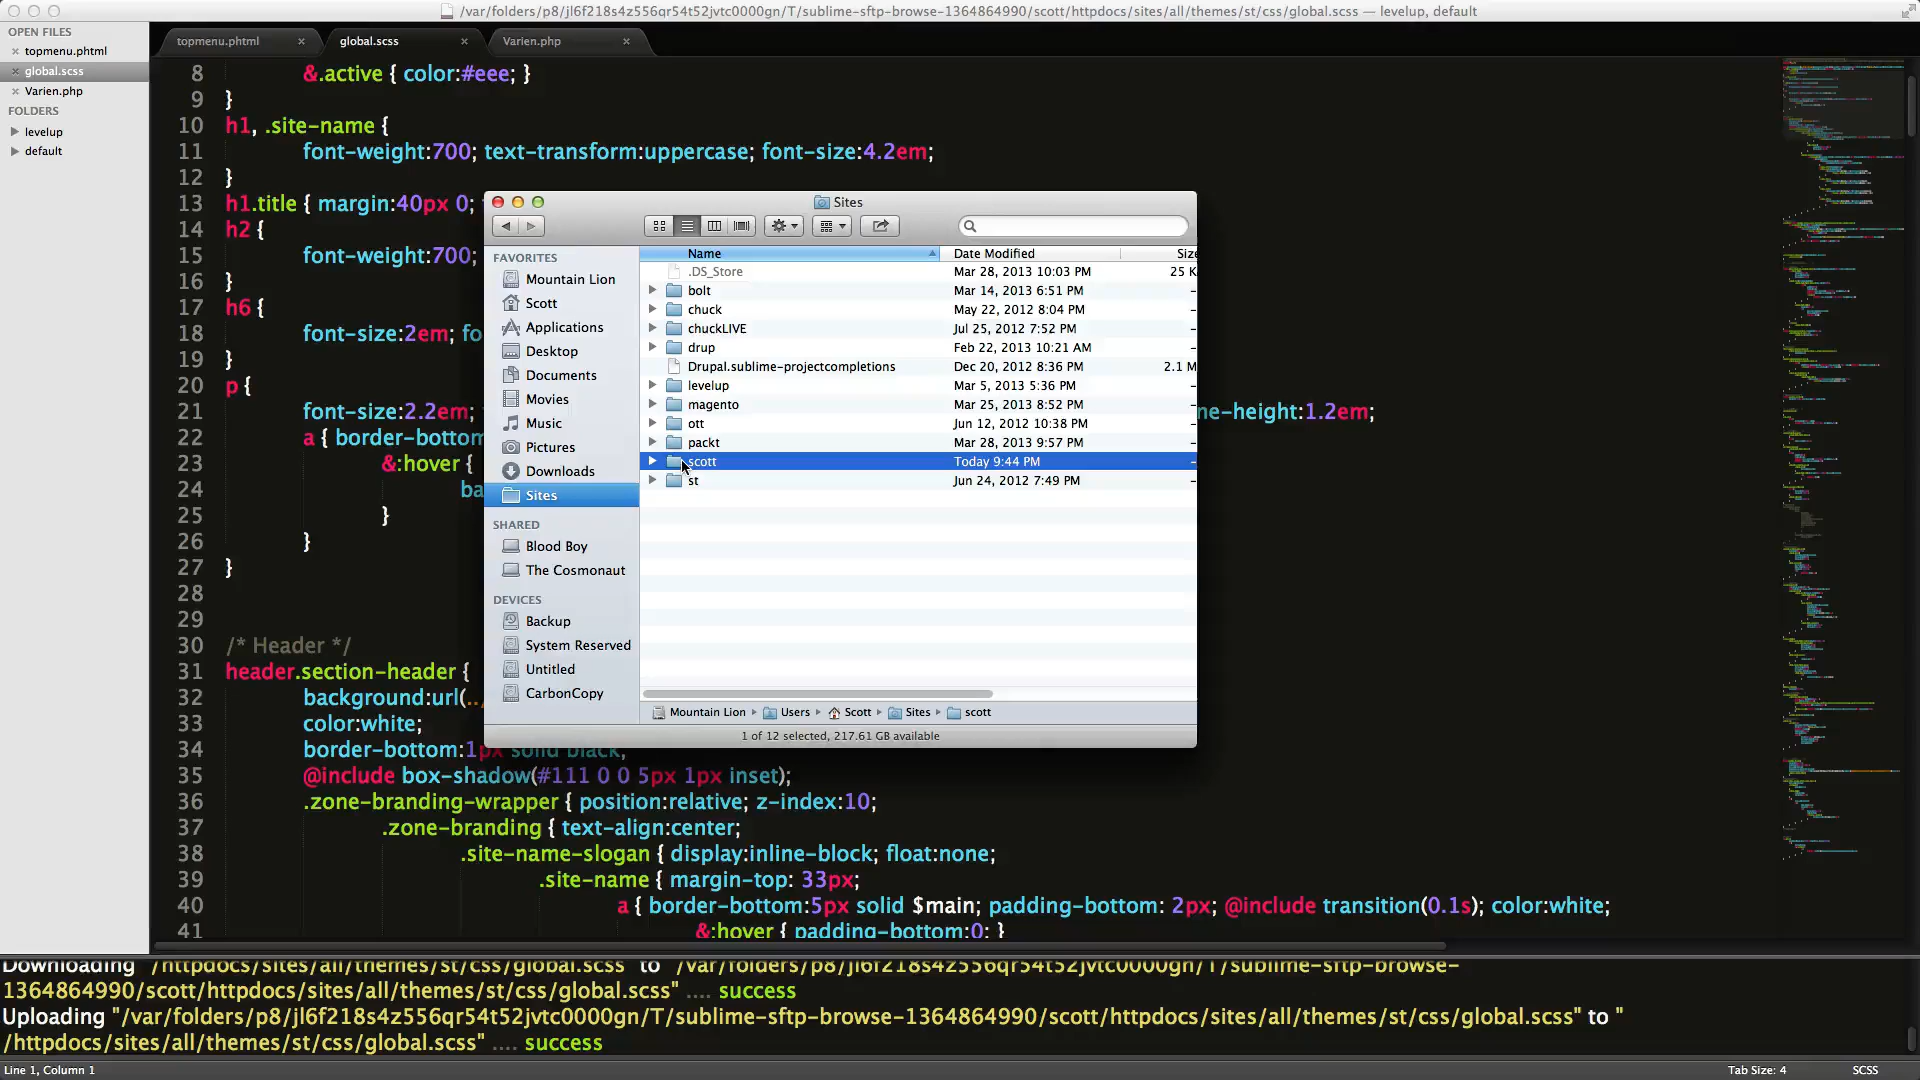 /var/folders/p8/jl6f218s4z556qr54t52jvtc0000gn/T/sublime-sftp-browse-1364864990/scott/httpdocs/sites/all/themes/st/css/global.scss — levelup, default
OPEN FILES
topmenu.phtml
global.scss
Varien.php
FOLDERS
levelup
default
topmenu.phtml
global.scss
Varien.php
8 &.active { color:#eee; }
9 }
10 h1, .site-name {
11 font-weight:700; text-transform:uppercase; font-size:4.2em;
12 }
13 h1.title { margin:40px 0;
14 h2 {
15 font-weight:700;
16 }
17 h6 {
18 font-size:2em; fo
19 }
20 p {
21 font-size:2.2em; ne-height:1.2em;
22 a { border-bottom
23 &:hover {
24 ba
25 }
26 }
27 }
28
29
30 /* Header */
31 header.section-header {
32 background:url(..
33 color:white;
34 border-bottom:1px solid black;
35 @include box-shadow(#111 0 0 5px 1px inset);
36 .zone-branding-wrapper { position:relative; z-index:10;
37 .zone-branding { text-align:center;
38 .site-name-slogan { display:inline-block; float:none;
39 .site-name { margin-top: 33px;
40 a { border-bottom:5px solid $main; padding-bottom: 2px; @include transition(0.1s); color:white;
41 &:hover { padding-bottom:0; }
Sites
FAVORITES
Mountain Lion
Scott
Applications
Desktop
Documents
Movies
Music
Pictures
Downloads
Sites
SHARED
Blood Boy
The Cosmonaut
DEVICES
Backup
System Reserved
Untitled
CarbonCopy
Name Date Modified Size
.DS_Store Mar 28, 2013 10:03 PM 25 K
bolt Mar 14, 2013 6:51 PM –
chuck May 22, 2012 8:04 PM –
chuckLIVE Jul 25, 2012 7:52 PM –
drup Feb 22, 2013 10:21 AM –
Drupal.sublime-projectcompletions Dec 20, 2012 8:36 PM 2.1 M
levelup Mar 5, 2013 5:36 PM –
magento Mar 25, 2013 8:52 PM –
ott Jun 12, 2012 10:38 PM –
packt Mar 28, 2013 9:57 PM –
scott Today 9:44 PM –
st Jun 24, 2012 7:49 PM –
Mountain Lion ▸ Users ▸ Scott ▸ Sites ▸ scott
1 of 12 selected, 217.61 GB available
Downloading "/httpdocs/sites/all/themes/st/css/global.scss" to "/var/folders/p8/jl6f218s4z556qr54t52jvtc0000gn/T/sublime-sftp-browse-
1364864990/scott/httpdocs/sites/all/themes/st/css/global.scss" .... success
Uploading "/var/folders/p8/jl6f218s4z556qr54t52jvtc0000gn/T/sublime-sftp-browse-1364864990/scott/httpdocs/sites/all/themes/st/css/global.scss" to "
/httpdocs/sites/all/themes/st/css/global.scss" .... success
Line 1, Column 1
Tab Size: 4
SCSS